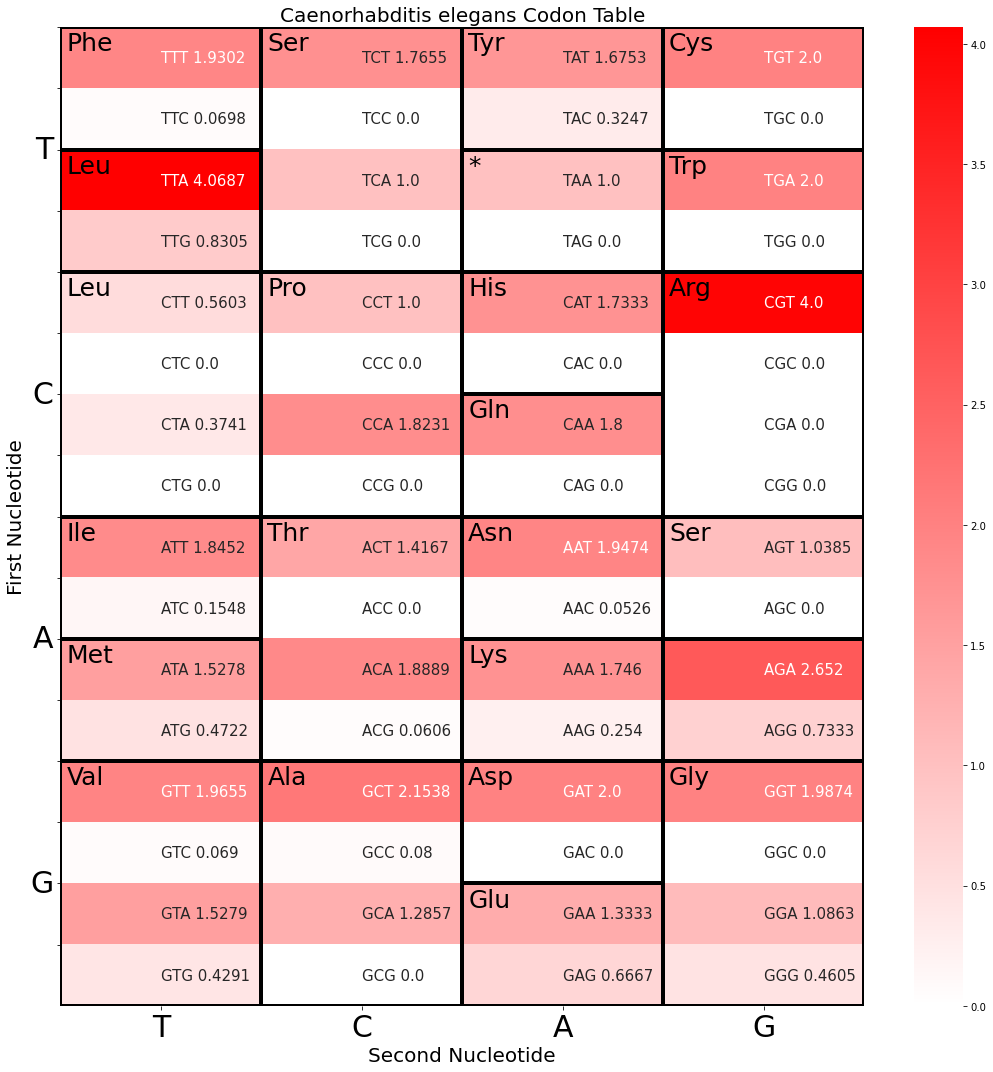 Caenorhabditis elegans Codon Table
Phe
TTT 1.9302
Ser
TCT 1.7655
Tyr
TAT 1.6753
Cys
TGT 2.0
TTC 0.0698
TCC 0.0
TAC 0.3247
TGC 0.0
T
Leu
TTA 4.0687
TCA 1.0
*
TAA 1.0
Trp
TGA 2.0
TTG 0.8305
TCG 0.0
TAG 0.0
TGG 0.0
Leu
CTT 0.5603
Pro
CCT 1.0
His
CAT 1.7333
Arg
CGT 4.0
CTC 0.0
CCC 0.0
CAC 0.0
CGC 0.0
C
CTA 0.3741
CCA 1.8231
Gln
CAA 1.8
CGA 0.0
CTG 0.0
CCG 0.0
CAG 0.0
CGG 0.0
Ile
ATT 1.8452
Thr
ACT 1.4167
Asn
AAT 1.9474
Ser
AGT 1.0385
ATC 0.1548
ACC 0.0
AAC 0.0526
AGC 0.0
A
Met
ATA 1.5278
ACA 1.8889
Lys
AAA 1.746
AGA 2.652
ATG 0.4722
ACG 0.0606
AAG 0.254
AGG 0.7333
Val
GTT 1.9655
Ala
GCT 2.1538
Asp
GAT 2.0
Gly
GGT 1.9874
GTC 0.069
GCC 0.08
GAC 0.0
GGC 0.0
G
GTA 1.5279
GCA 1.2857
Glu
GAA 1.3333
GGA 1.0863
GTG 0.4291
GCG 0.0
GAG 0.6667
GGG 0.4605
First Nucleotide
T
C
A
G
Second Nucleotide
4.0
3.5
3.0
2.5
2.0
1.5
1.0
0.5
0.0